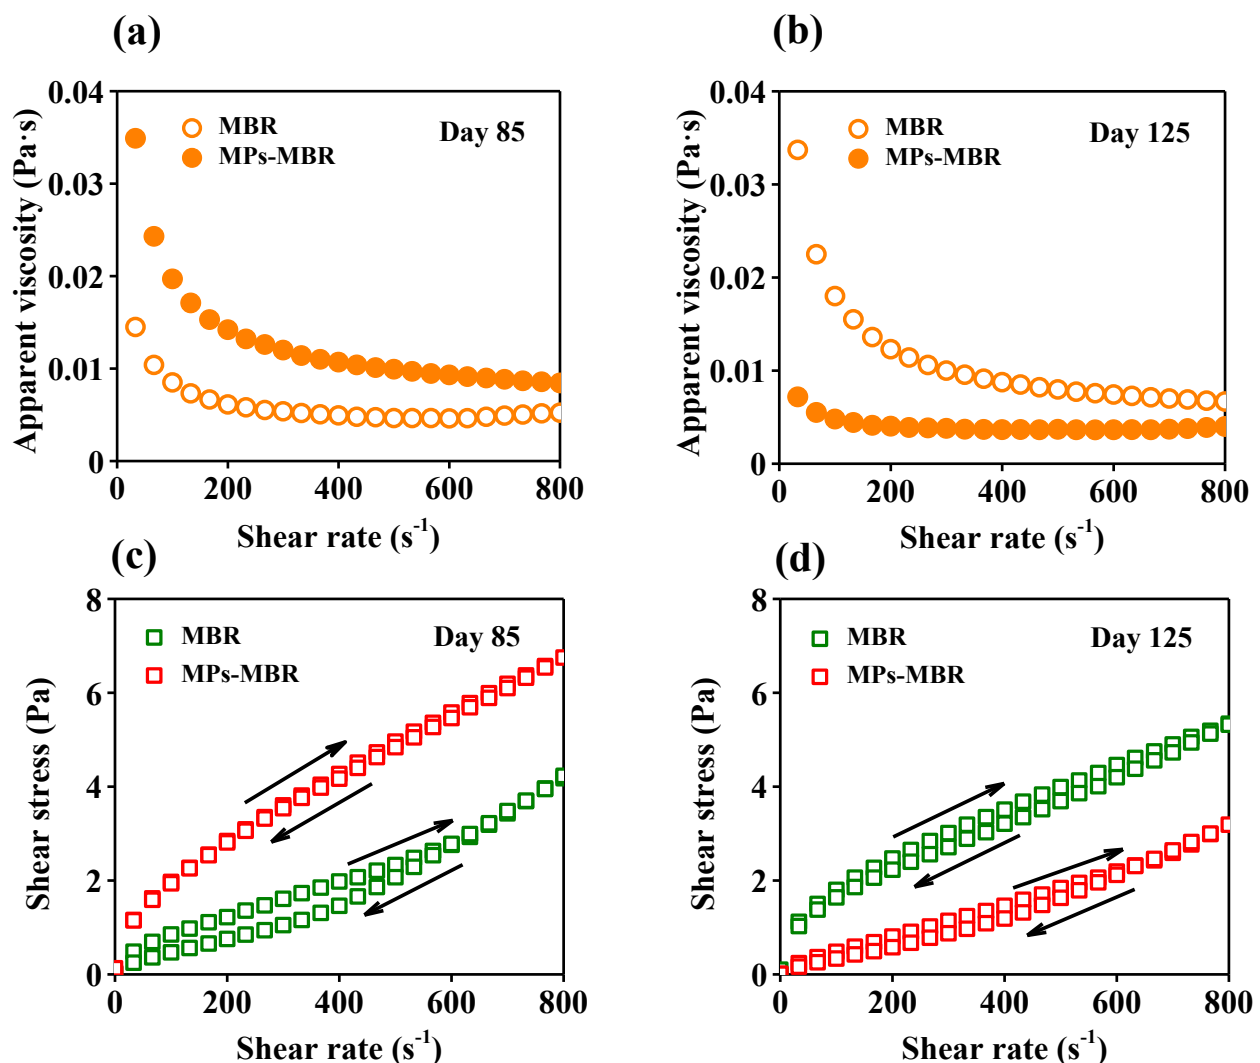 (a)
Apparent viscosity (Pa·s)
0.04
0.03
0.02
0.01
0
MBR
MPs-MBR
Day 85
0 200 400 600 800
Shear rate (s⁻¹)
(b)
Apparent viscosity (Pa·s)
0.04
0.03
0.02
0.01
0
MBR
MPs-MBR
Day 125
0 200 400 600 800
Shear rate (s⁻¹)
(c)
Shear stress (Pa)
8
6
4
2
0
MBR
MPs-MBR
Day 85
0 200 400 600 800
Shear rate (s⁻¹)
(d)
Shear stress (Pa)
8
6
4
2
0
MBR
MPs-MBR
Day 125
0 200 400 600 800
Shear rate (s⁻¹)